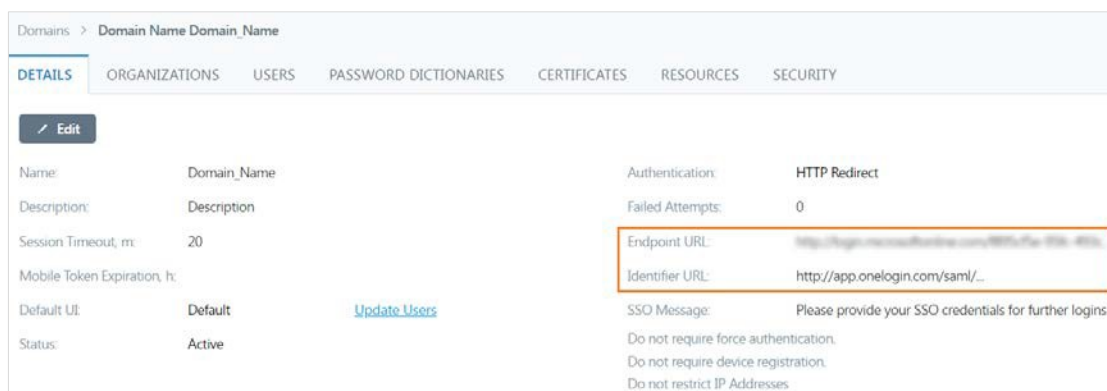 Domains > Domain Name Domain_Name
DETAILS ORGANIZATIONS USERS PASSWORD DICTIONARIES CERTIFICATES RESOURCES SECURITY
Edit
Name: Domain_Name
Description: Description
Session Timeout, m: 20
Mobile Token Expiration, h:
Default UI: Default Update Users
Status: Active
Authentication: HTTP Redirect
Failed Attempts: 0
Endpoint URL:
Identifier URL: http://app.onelogin.com/saml/...
SSO Message: Please provide your SSO credentials for further logins
Do not require force authentication.
Do not require device registration.
Do not restrict IP Addresses